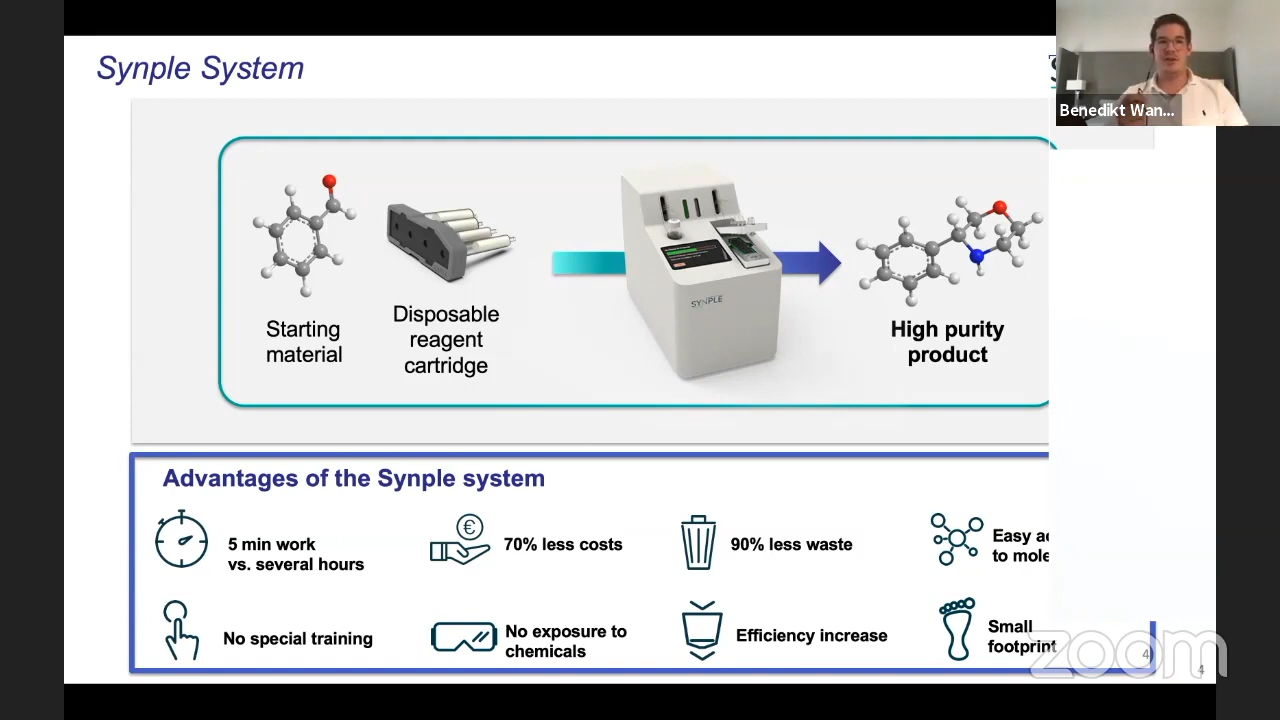 Synple System
Benedikt Wan...
Starting
material
Disposable
reagent
cartridge
SYNPLE
High purity
product
Advantages of the Synple system
5 min work
vs. several hours
70% less costs
90% less waste
Easy
to
No special training
No exposure to
chemicals
Efficiency increase
Small
footprint
zoom
4
4